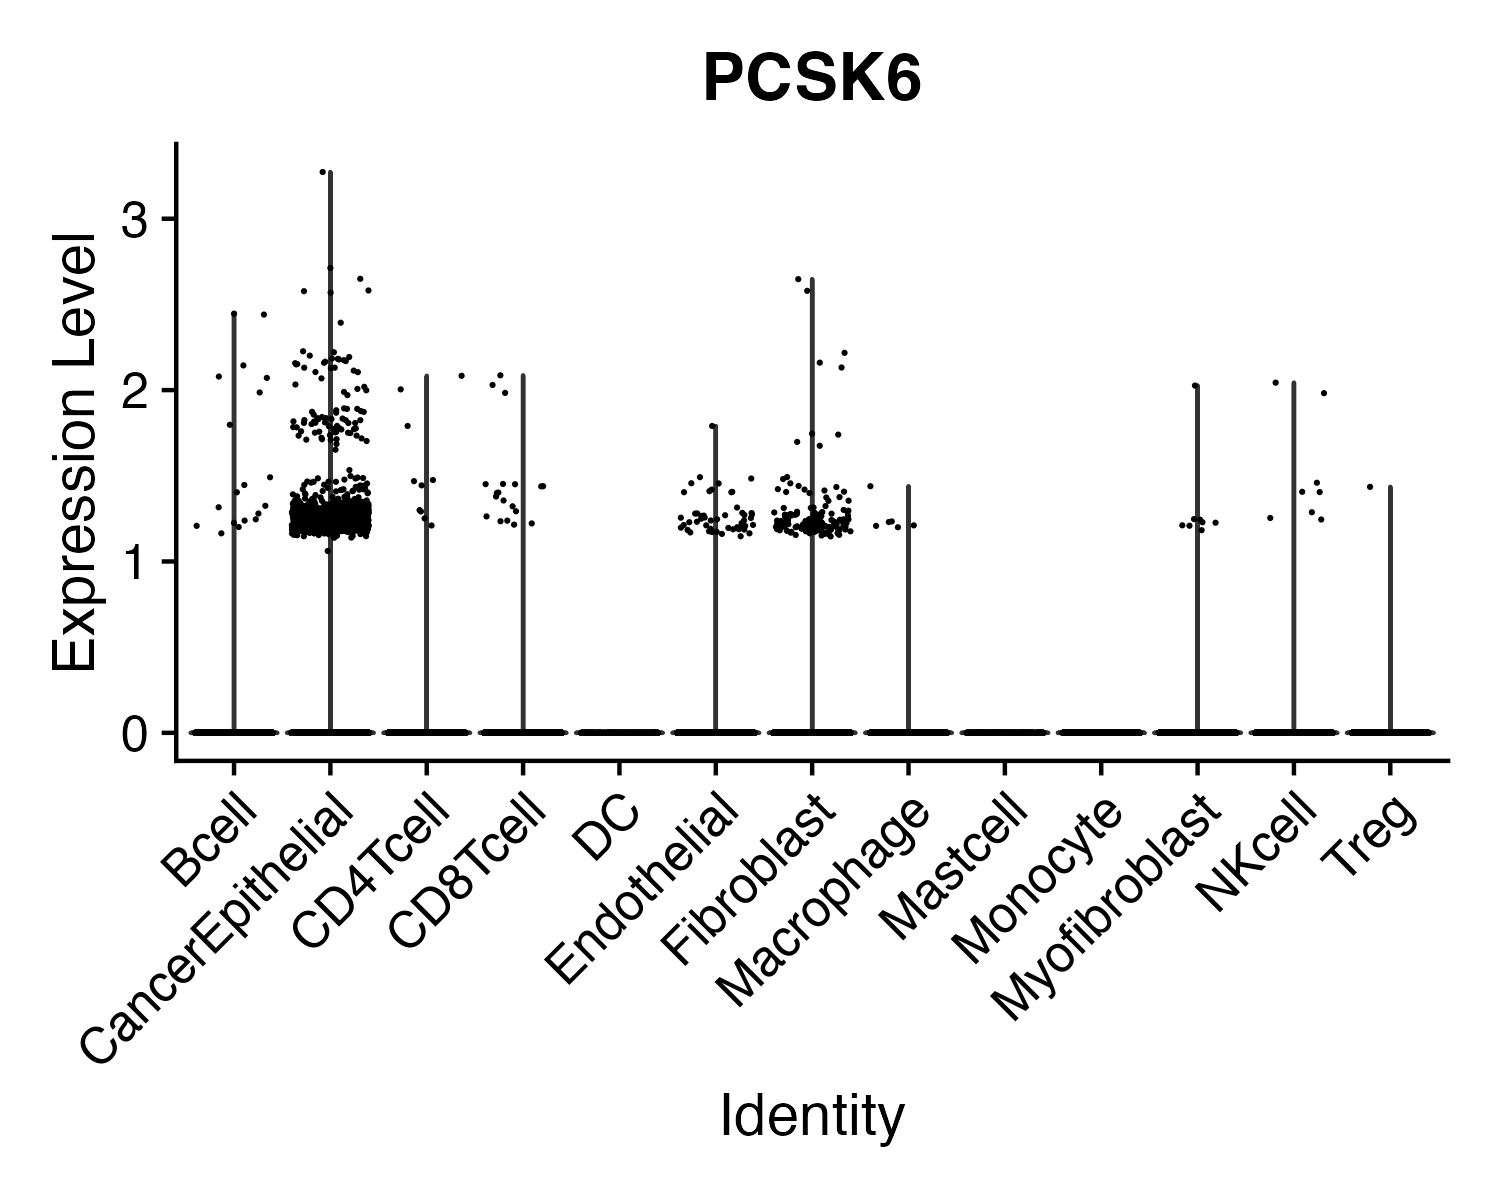 PCSK6
Expression Level
3
2
1
0
Bcell
CancerEpithelial
CD4Tcell
CD8Tcell
DC
Endothelial
Fibroblast
Macrophage
Mastcell
Monocyte
Myofibroblast
NKcell
Treg
Identity